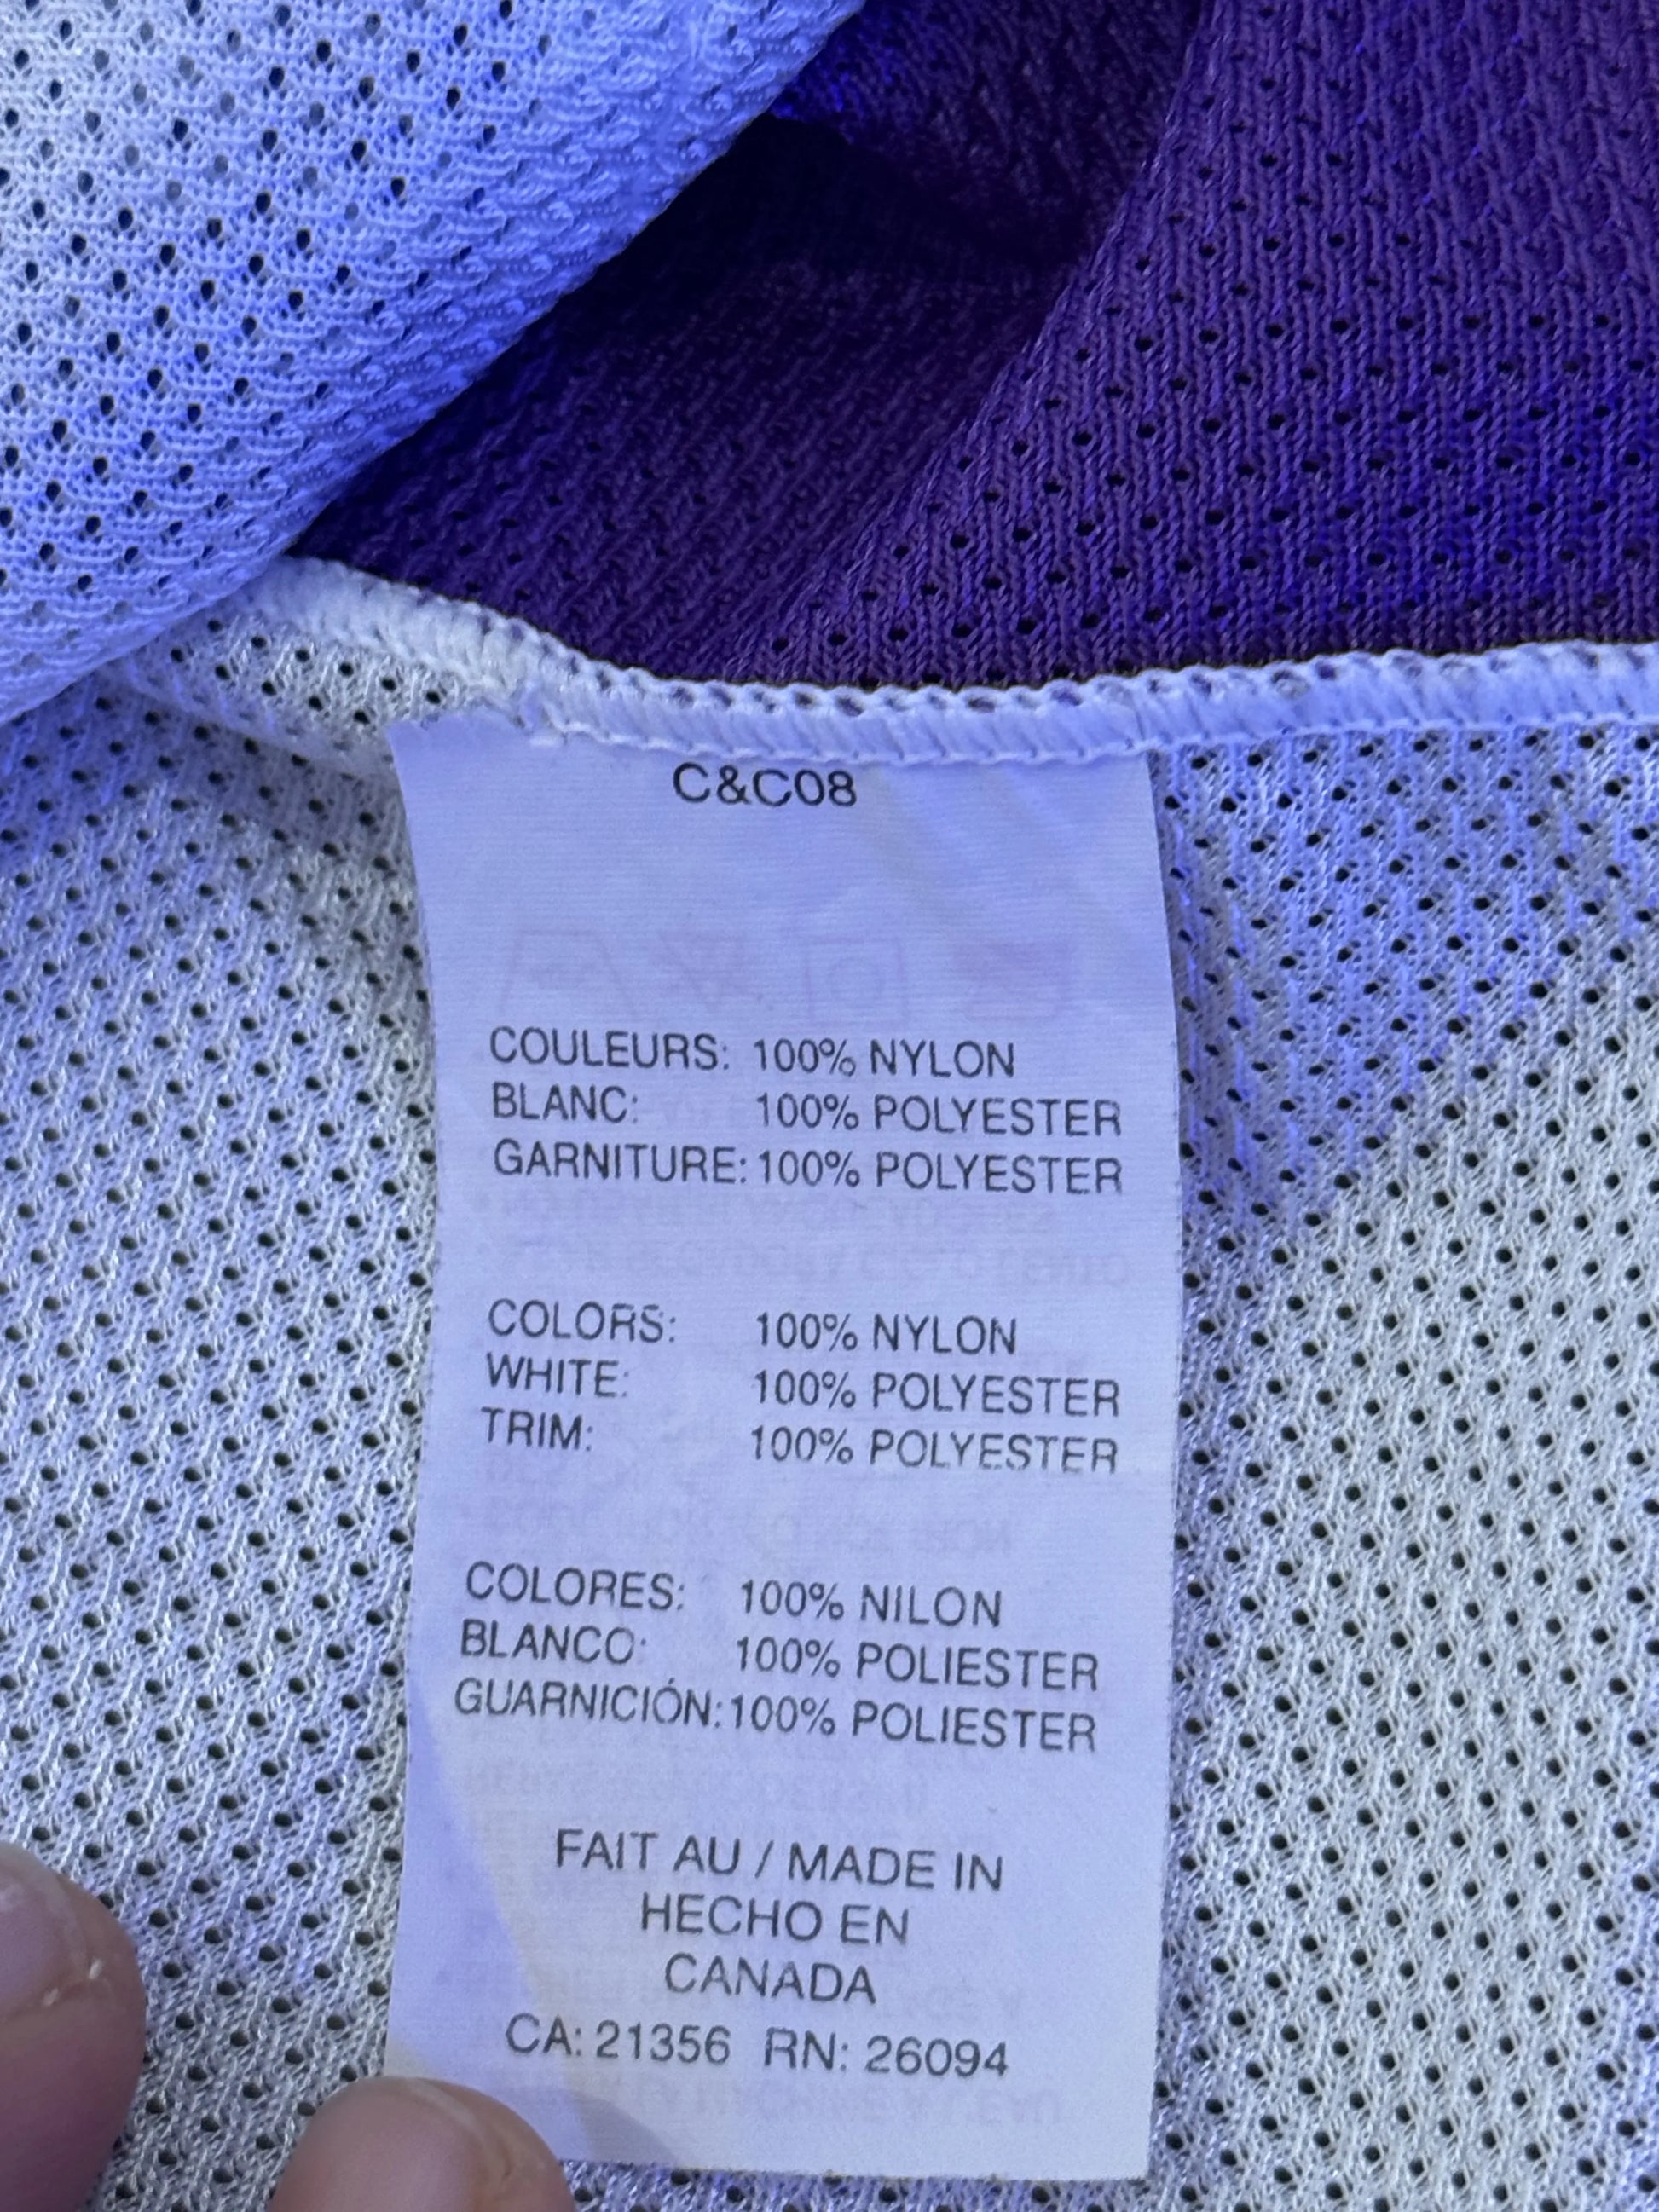 C&C08
COULEURS: 100% NYLON
BLANC: 100% POLYESTER
GARNITURE: 100% POLYESTER
COLORS: 100% NYLON
WHITE: 100% POLYESTER
TRIM: 100% POLYESTER
COLORES: 100% NILON
BLANCO: 100% POLIESTER
GUARNICIÓN: 100% POLIESTER
FAIT AU / MADE IN
HECHO EN
CANADA
CA: 21356 RN: 26094